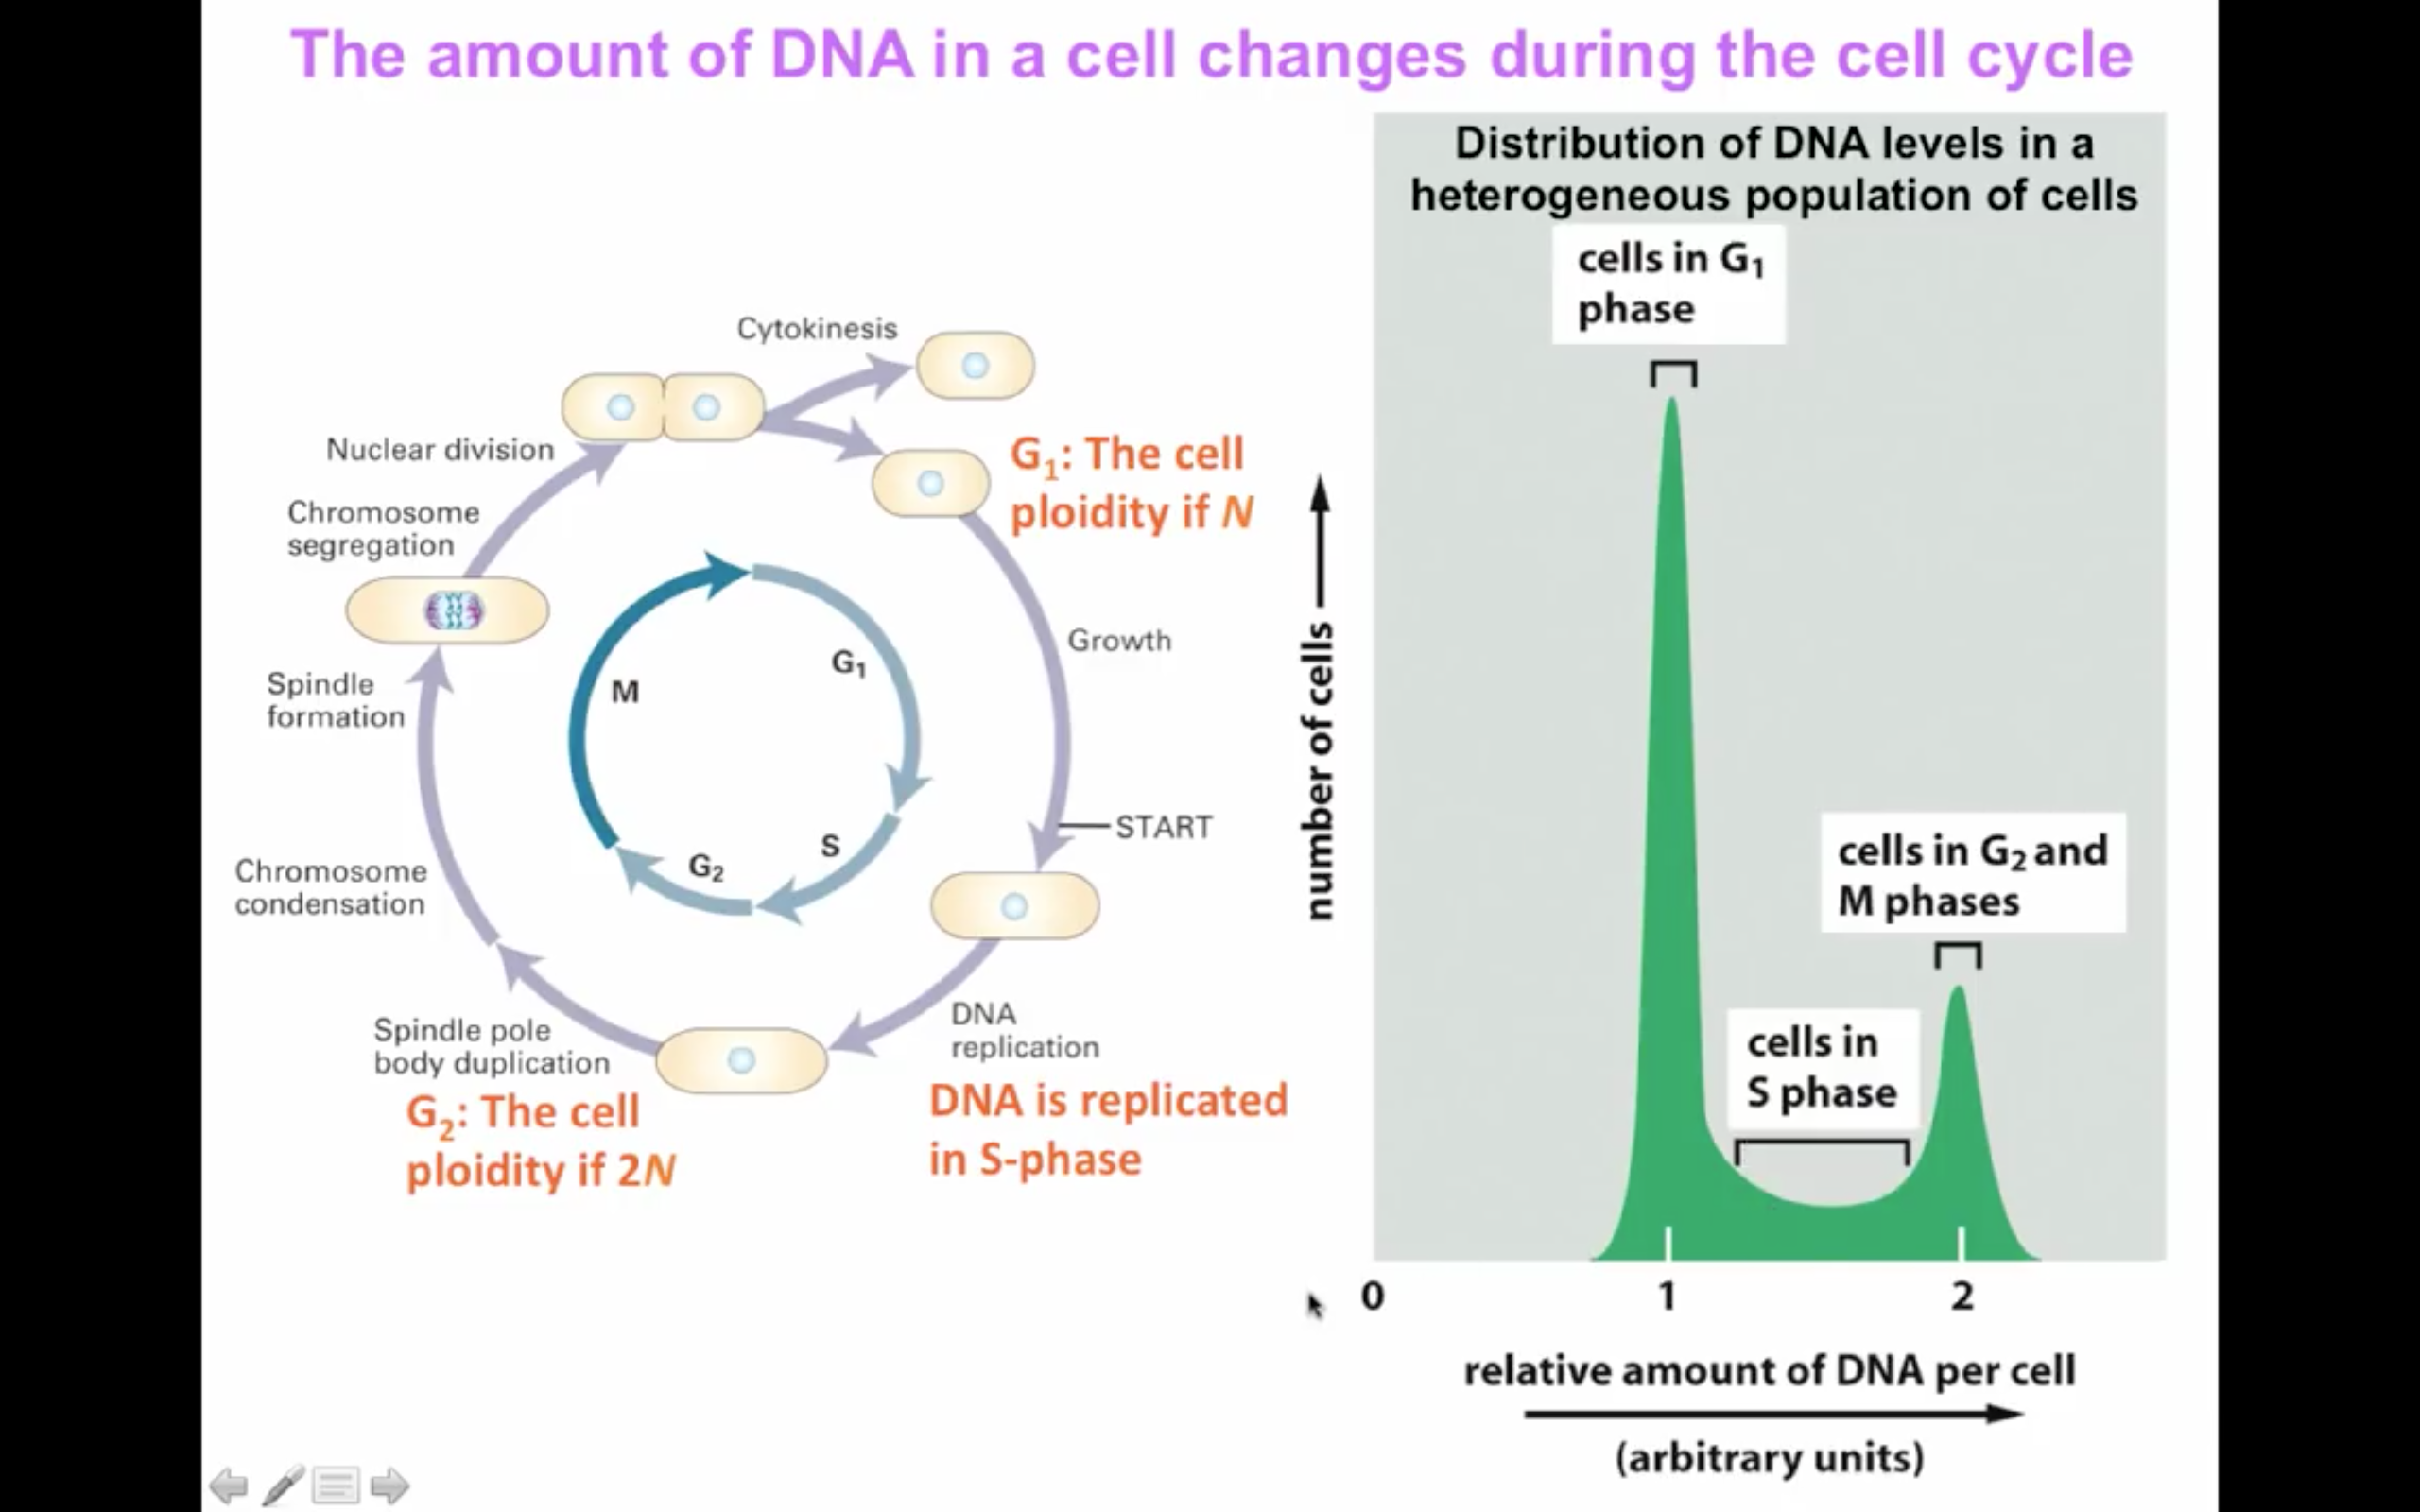 The amount of DNA in a cell changes during the cell cycle
Cytokinesis
Nuclear division
Chromosome
segregation
Spindle
formation
Chromosome
condensation
Spindle pole
body duplication
G₂: The cell
ploidity if 2N
G₁: The cell
ploidity if N
Growth
START
DNA
replication
DNA is replicated
in S-phase
M
G₁
S
G₂
Distribution of DNA levels in a
heterogeneous population of cells
cells in G₁
phase
cells in G₂ and
M phases
cells in
S phase
number of cells
0 1 2
relative amount of DNA per cell
(arbitrary units)